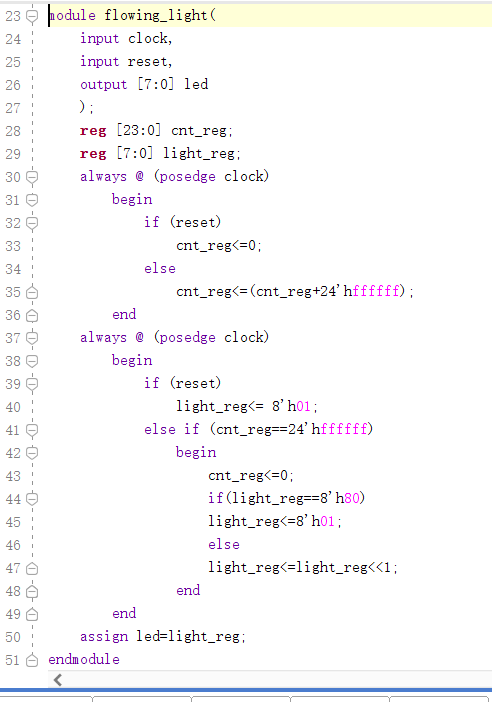 23 module flowing_light(
24 input clock,
25 input reset,
26 output [7:0] led
27 );
28 reg [23:0] cnt_reg;
29 reg [7:0] light_reg;
30 always @ (posedge clock)
31 begin
32 if (reset)
33 cnt_reg<=0;
34 else
35 cnt_reg<=(cnt_reg+24'hffffff);
36 end
37 always @ (posedge clock)
38 begin
39 if (reset)
40 light_reg<= 8'h01;
41 else if (cnt_reg==24'hffffff)
42 begin
43 cnt_reg<=0;
44 if(light_reg==8'h80)
45 light_reg<=8'h01;
46 else
47 light_reg<=light_reg<<1;
48 end
49 end
50 assign led=light_reg;
51 endmodule